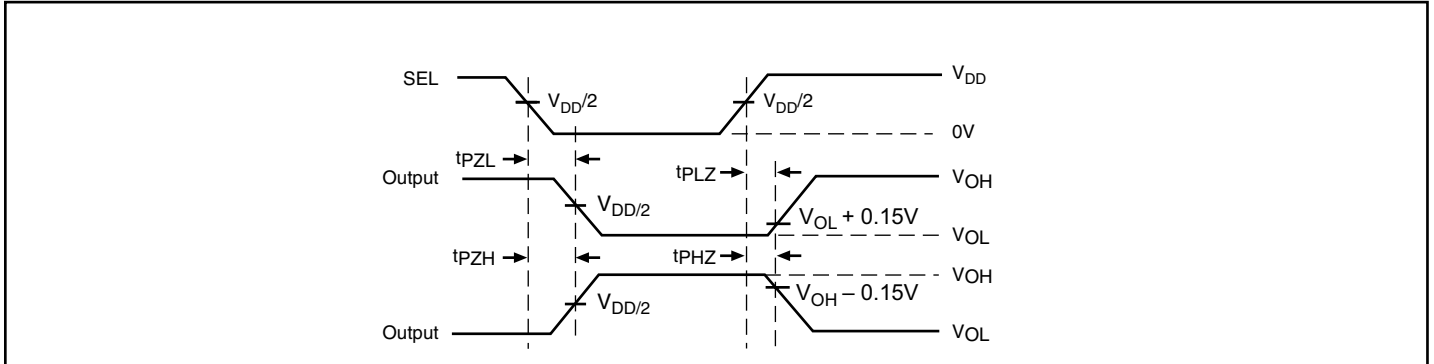 SEL
V_DD/2
V_DD/2
V_DD
0V
tPZL
tPLZ
Output
V_OH
V_DD/2
V_OL + 0.15V
V_OL
tPZH
tPHZ
V_OH
V_DD/2
V_OH – 0.15V
Output
V_OL